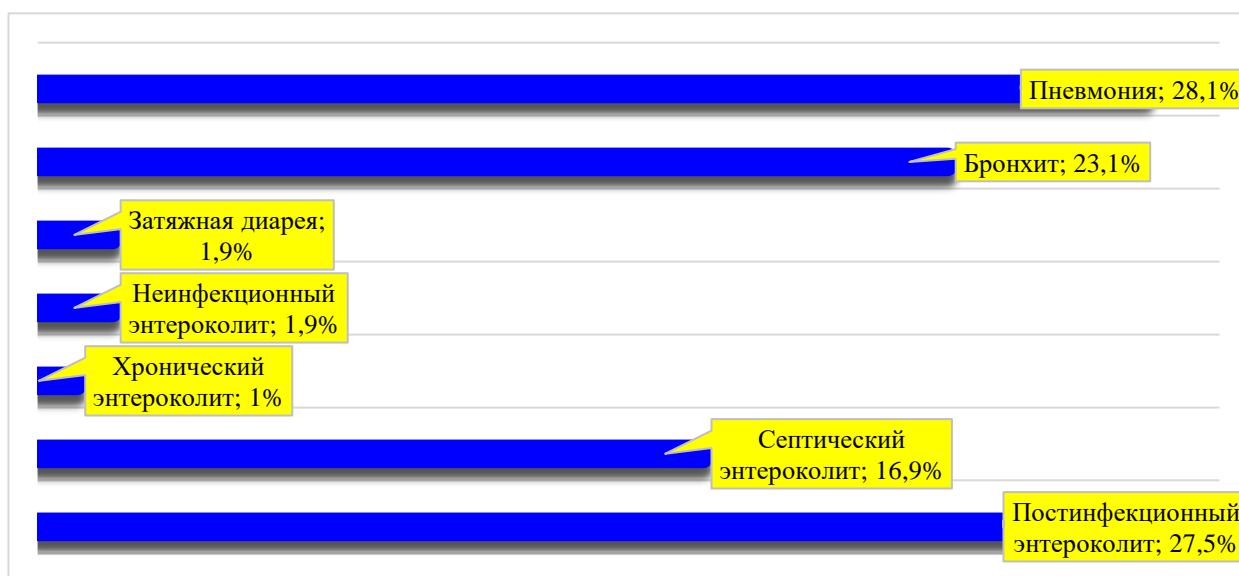 Пневмония; 28,1%
Бронхит; 23,1%
Затяжная диарея;
1,9%
Неинфекционный
энтероколит; 1,9%
Хронический
энтероколит; 1%
Септический
энтероколит; 16,9%
Постинфекционный
энтероколит; 27,5%